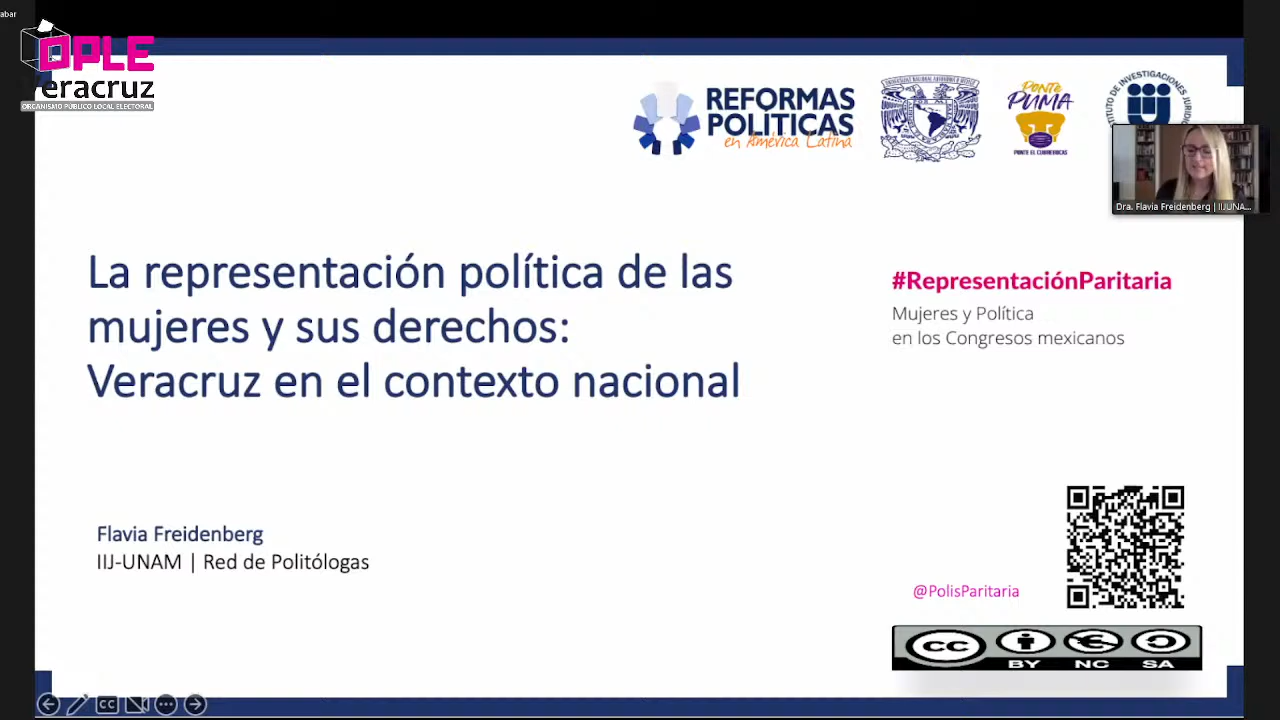 abar
OPLE
Veracruz
ORGANISMO PÚBLICO LOCAL ELECTORAL
REFORMAS
POLÍTICAS
en América Latina
PONTE
PUMA
Dra. Flavia Freidenberg | IIJUNA...
La representación política de las
mujeres y sus derechos:
Veracruz en el contexto nacional
#RepresentaciónParitaria
Mujeres y Política
en los Congresos mexicanos
Flavia Freidenberg
IIJ-UNAM | Red de Politólogas
@PolisParitaria
CC BY NC SA
CC